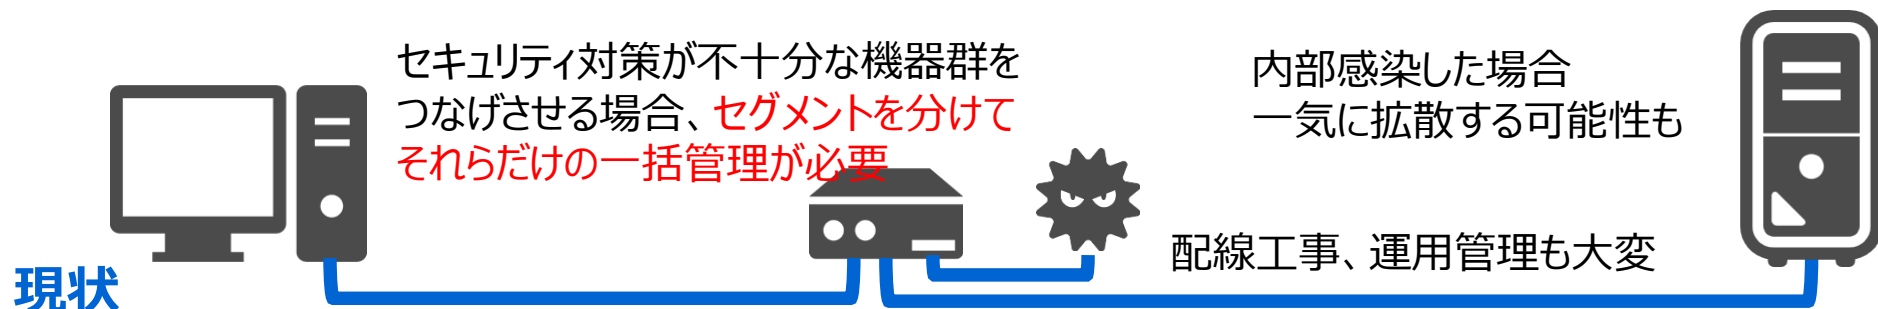 セキュリティ対策が不十分な機器群を
つなげさせる場合、セグメントを分けて
それらだけの一括管理が必要
内部感染した場合
一気に拡散する可能性も
配線工事、運用管理も大変
現状